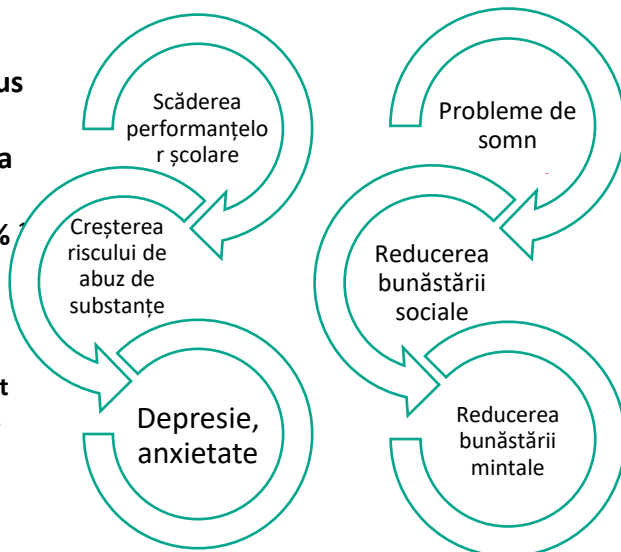 us
a
%
t
Scăderea
performanțelo
r școlare
Creșterea
riscului de
abuz de
substanțe
Depresie,
anxietate
Probleme de
somn
Reducerea
bunăstării
sociale
Reducerea
bunăstării
mintale